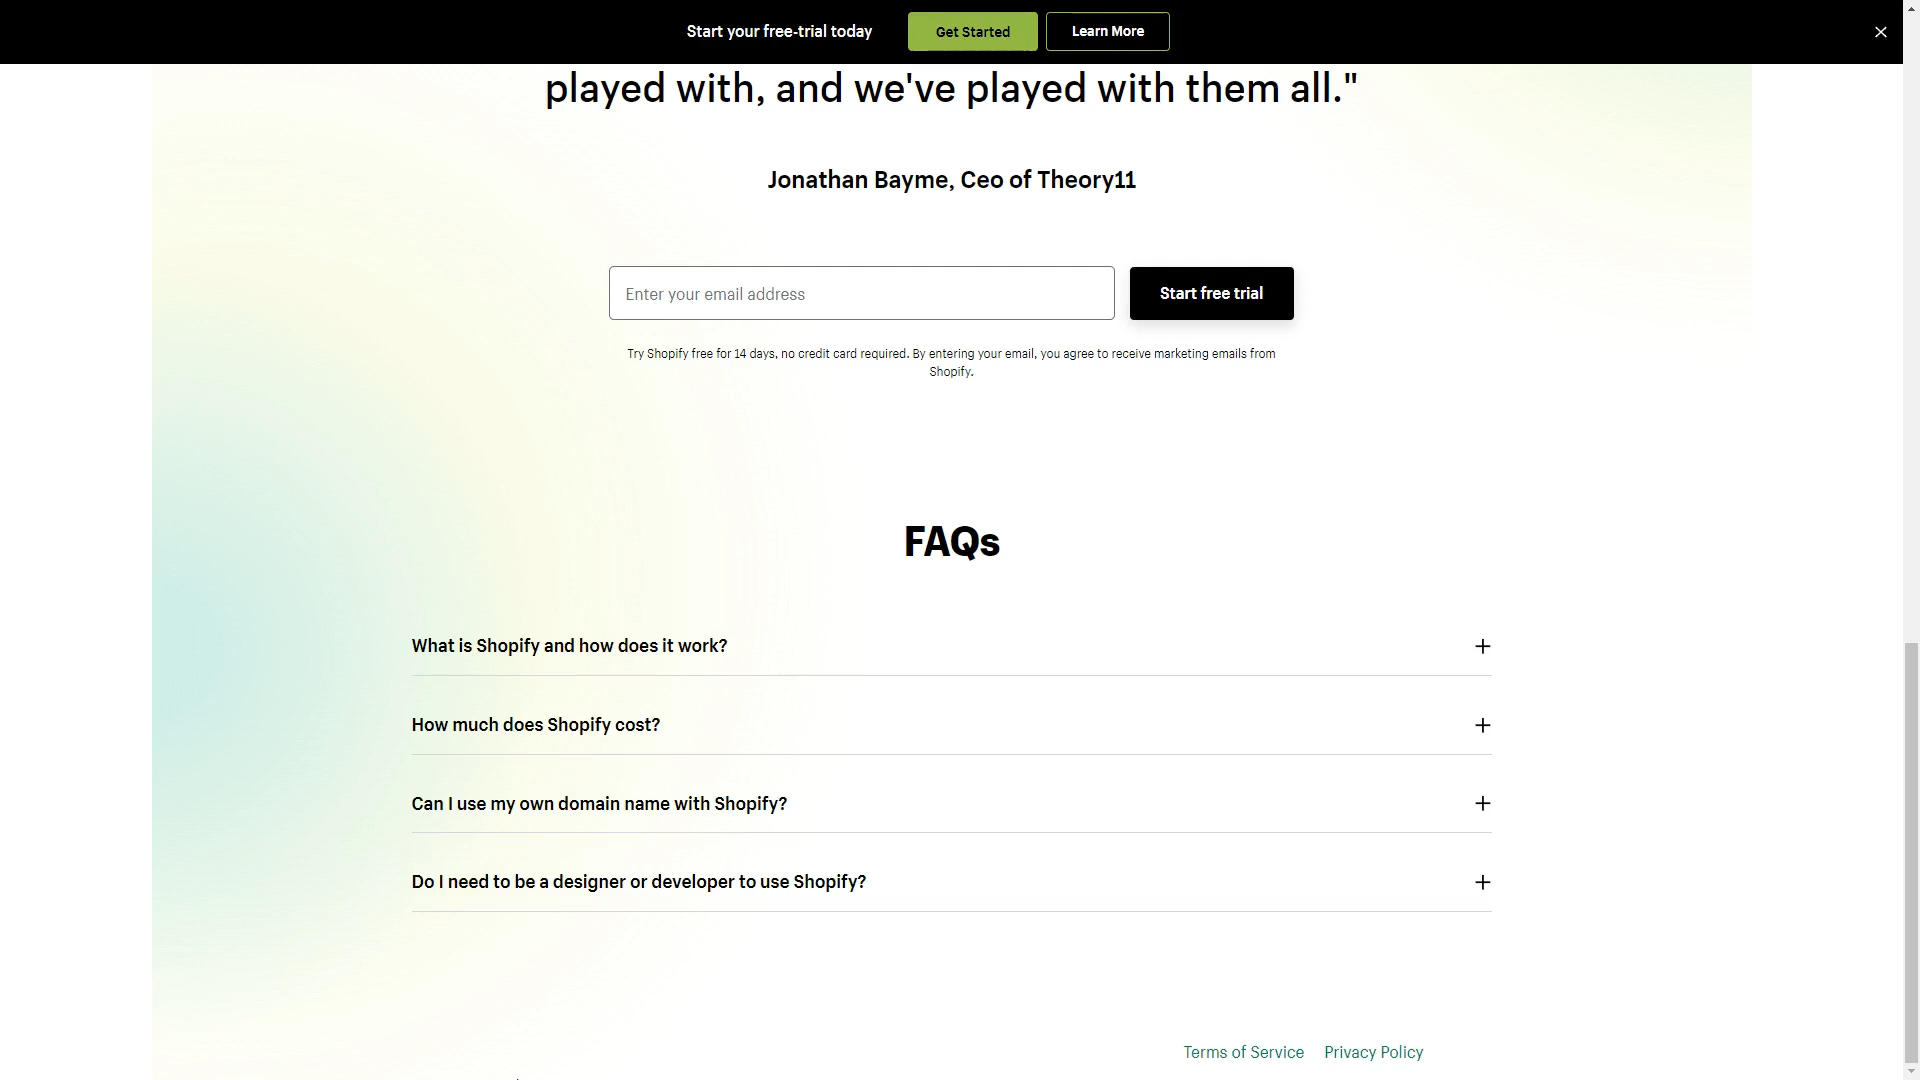 Start your free-trial today
Get Started
Learn More
played with, and we've played with them all."
Jonathan Bayme, Ceo of Theory11
Enter your email address
Start free trial
Try Shopify free for 14 days, no credit card required. By entering your email, you agree to receive marketing emails from
Shopify.
FAQs
What is Shopify and how does it work?
How much does Shopify cost?
Can I use my own domain name with Shopify?
Do I need to be a designer or developer to use Shopify?
Terms of Service Privacy Policy